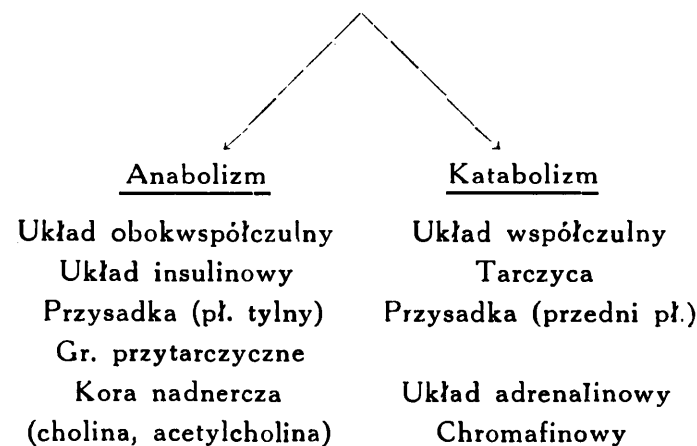 Anabolizm
Układ obokwspółczulny
Układ insulinowy
Przysadka (pł. tylny)
Gr. przytarczyczne
Kora nadnercza
(cholina, acetylcholina)
Katabolizm
Układ współczulny
Tarczyca
Przysadka (przedni pł.)
Układ adrenalinowy
Chromafinowy